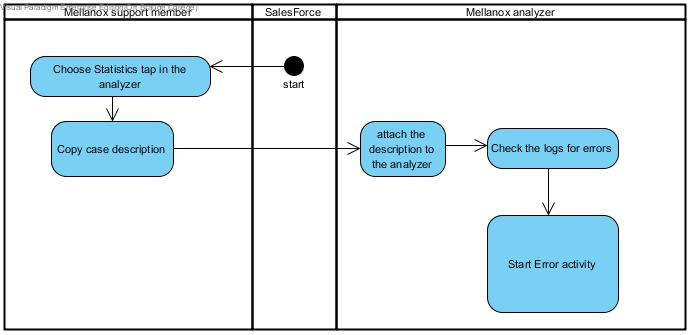 Mellanox support member
SalesForce
Mellanox analyzer
Choose Statistics tap in the
analyzer
start
Copy case description
attach the
description to
the analyzer
Check the logs for errors
Start Error activity